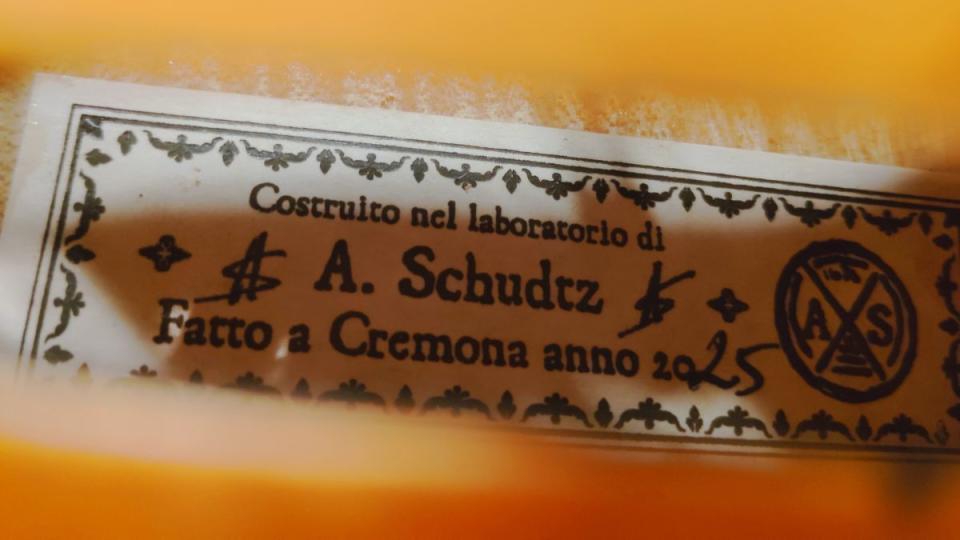 Costruito nel laboratorio di
A. Schudtz
Fatto a Cremona anno 2025
A S